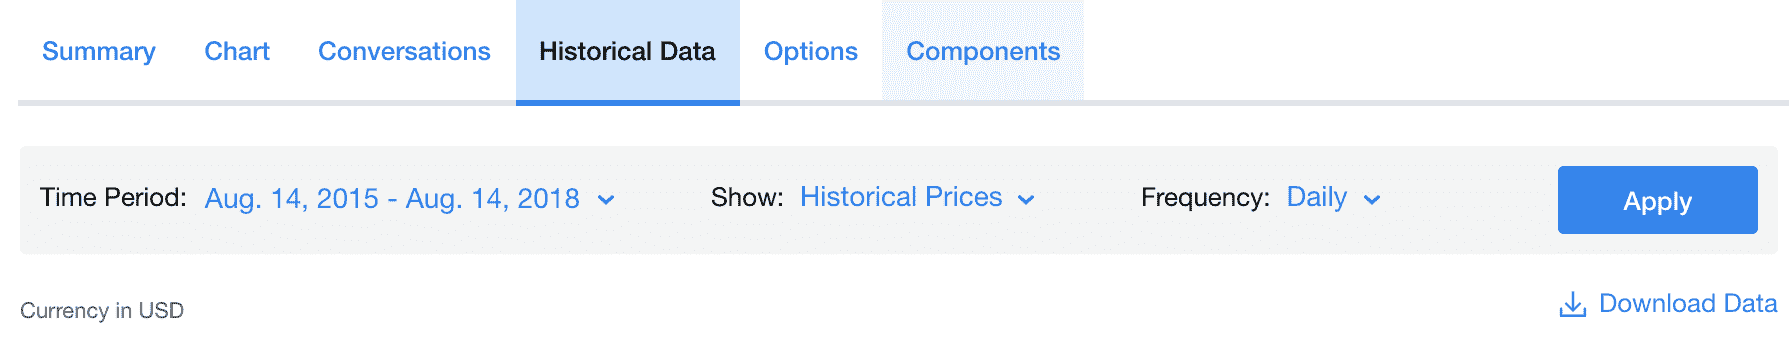 Summary Chart Conversations Historical Data Options Components
Time Period: Aug. 14, 2015 - Aug. 14, 2018 Show: Historical Prices Frequency: Daily Apply
Currency in USD Download Data